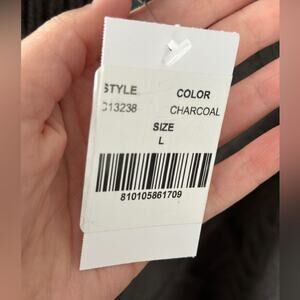 STYLE COLOR
C13238 CHARCOAL
SIZE
L
810105861709